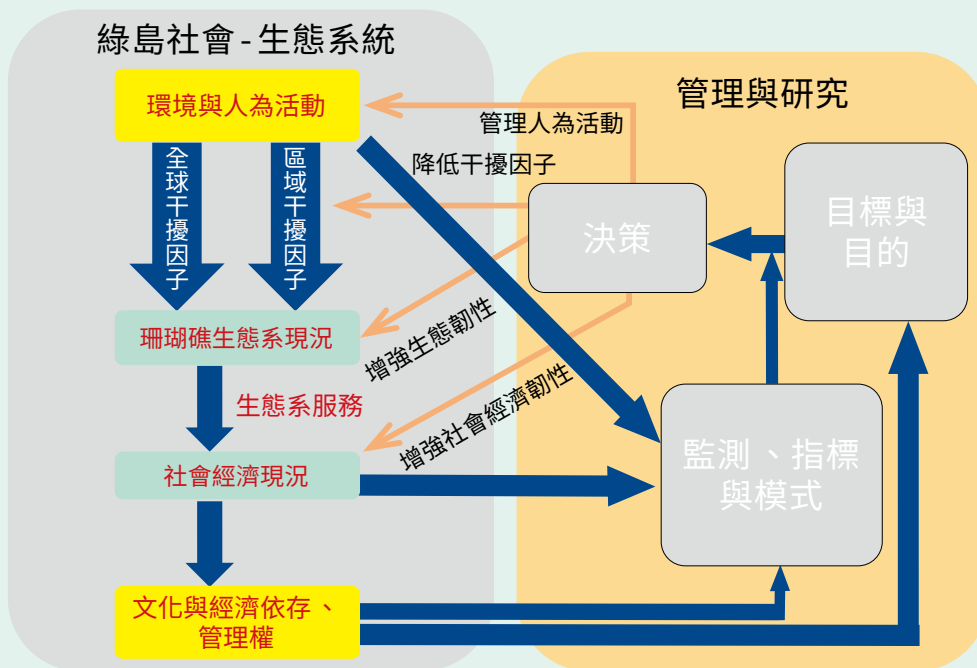 綠島社會-生態系統
環境與人為活動
全球干擾因子
區域干擾因子
珊瑚礁生態系現況
生態系服務
社會經濟現況
文化與經濟依存、
管理權
管理人為活動
降低干擾因子
增強生態韌性
增強社會經濟韌性
管理與研究
決策
目標與
目的
監測、指標
與模式